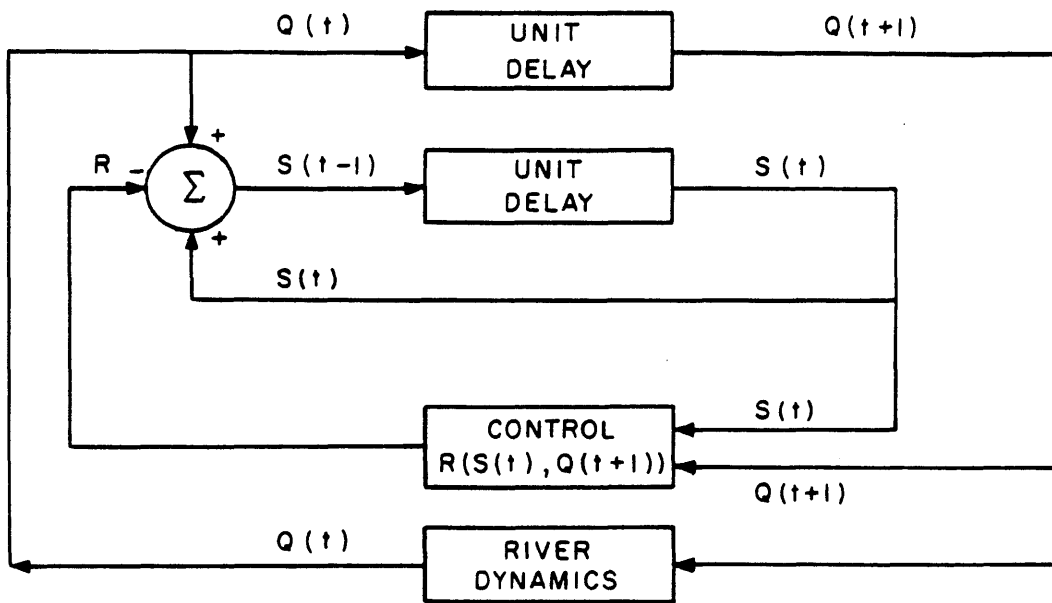 Q(t)
UNIT
DELAY
Q(t+1)
+
R
-
Σ
S(t-1)
UNIT
DELAY
S(t)
+
S(t)
CONTROL
R(S(t),Q(t+1))
S(t)
Q(t+1)
Q(t)
RIVER
DYNAMICS